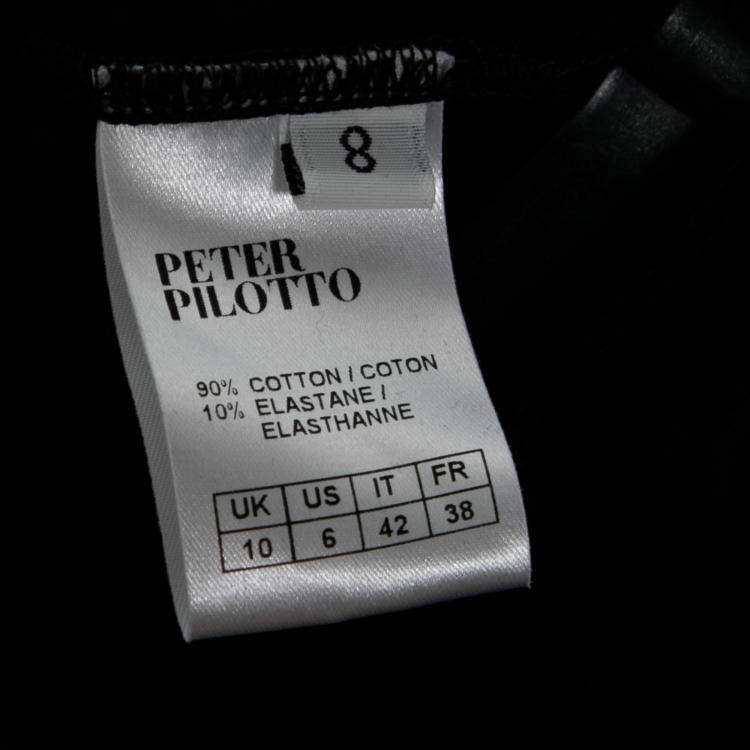 8
PETER
PILOTTO
90% COTTON / COTON
10% ELASTANE /
ELASTHANNE
UK US IT FR
10 6 42 38